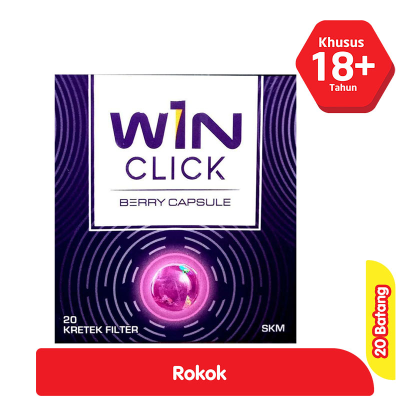 Khusus
18+
Tahun
W1N
CLICK
BERRY CAPSULE
20
KRETEK FILTER
SKM
20 Batang
Rokok